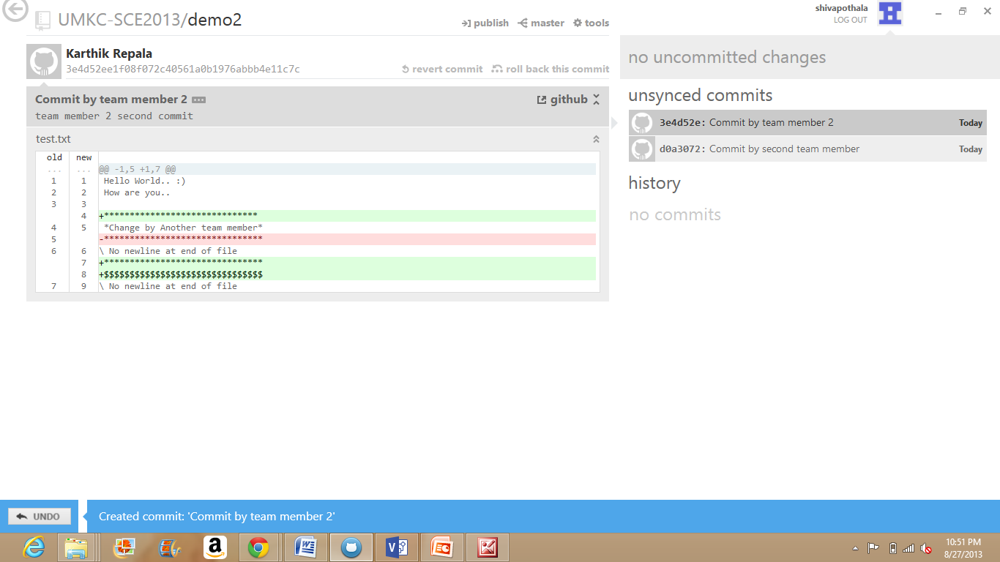 UMKC-SCE2013/demo2
publish master tools
shivapothala
LOG OUT
Karthik Repala
3e4d52ee1f08f072c40561a0b1976abbb4e11c7c
revert commit roll back this commit
Commit by team member 2
github
team member 2 second commit
test.txt
old new
... ... @@ -1,5 +1,7 @@
1 1 Hello World.. :)
2 2 How are you..
3 3
4 +******************************
4 5 *Change by Another team member*
5 -*******************************
6 6 \ No newline at end of file
7 +*******************************
8 +$$$$$$$$$$$$$$$$$$$$$$$$$$$$$$$
7 9 \ No newline at end of file
no uncommitted changes
unsynced commits
3e4d52e: Commit by team member 2 Today
d0a3072: Commit by second team member Today
history
no commits
UNDO
Created commit: 'Commit by team member 2'
10:51 PM
8/27/2013